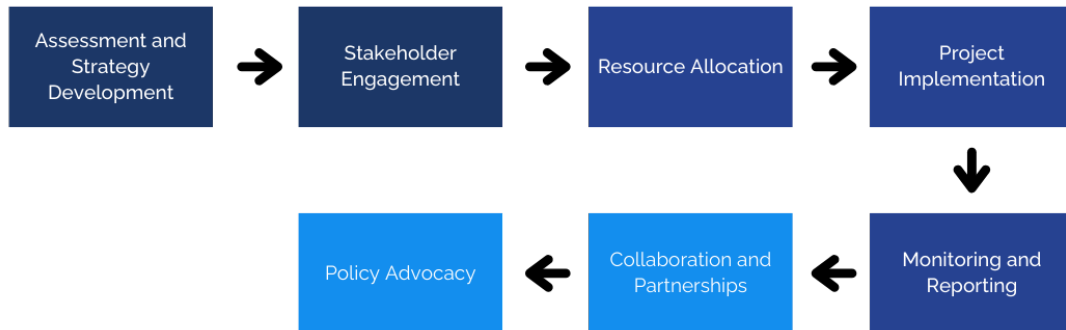 Assessment and
Strategy
Development
Stakeholder
Engagement
Resource Allocation
Project
Implementation
Monitoring and
Reporting
Collaboration and
Partnerships
Policy Advocacy